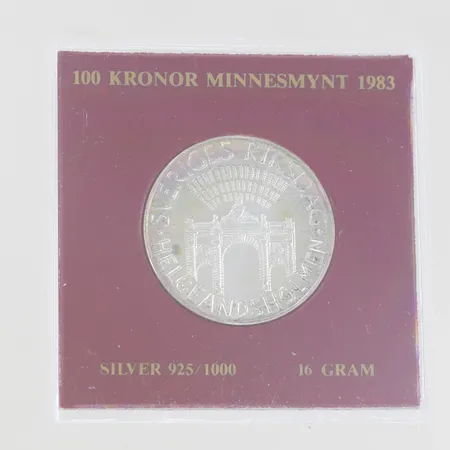 100 KRONOR MINNESMYNT 1983
SVERIGES RIKSDAG
HELGEANDSHOLMEN
SILVER 925/1000
16 GRAM